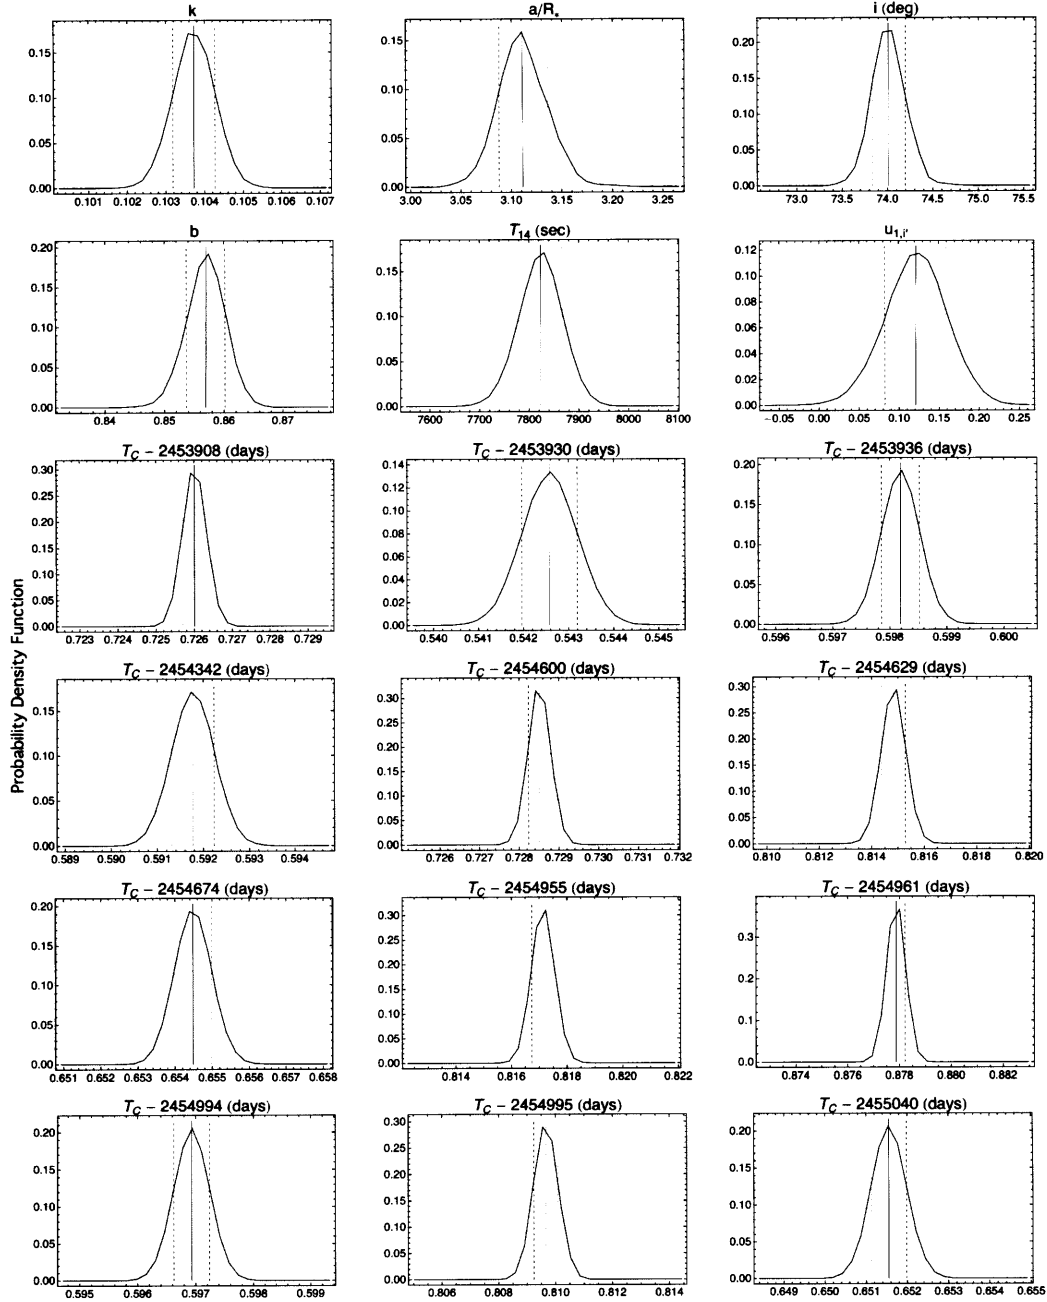 k
a/R*
i (deg)
0.15
0.10
0.05
0.00
0.101 0.102 0.103 0.104 0.105 0.106 0.107
0.15
0.10
0.05
0.00
3.00 3.05 3.10 3.15 3.20 3.25
0.20
0.15
0.10
0.05
0.00
73.0 73.5 74.0 74.5 75.0 75.5
b
T14 (sec)
u1,i'
0.20
0.15
0.10
0.05
0.00
0.84 0.85 0.86 0.87
0.15
0.10
0.05
0.00
7600 7700 7800 7900 8000 8100
0.12
0.10
0.08
0.06
0.04
0.02
0.00
-0.05 0.00 0.05 0.10 0.15 0.20 0.25
Probability Density Function
TC – 2453908 (days)
TC – 2453930 (days)
TC – 2453936 (days)
0.30
0.25
0.20
0.15
0.10
0.05
0.00
0.723 0.724 0.725 0.726 0.727 0.728 0.729
0.14
0.12
0.10
0.08
0.06
0.04
0.02
0.00
0.540 0.541 0.542 0.543 0.544 0.545
0.20
0.15
0.10
0.05
0.00
0.596 0.597 0.598 0.599 0.600
TC – 2454342 (days)
TC – 2454600 (days)
TC – 2454629 (days)
0.15
0.10
0.05
0.00
0.589 0.590 0.591 0.592 0.593 0.594
0.30
0.25
0.20
0.15
0.10
0.05
0.00
0.726 0.727 0.728 0.729 0.730 0.731 0.732
0.30
0.25
0.20
0.15
0.10
0.05
0.00
0.810 0.812 0.814 0.816 0.818 0.820
TC – 2454674 (days)
TC – 2454955 (days)
TC – 2454961 (days)
0.20
0.15
0.10
0.05
0.00
0.651 0.652 0.653 0.654 0.655 0.656 0.657 0.658
0.30
0.25
0.20
0.15
0.10
0.05
0.00
0.814 0.816 0.818 0.820 0.822
0.3
0.2
0.1
0.0
0.874 0.876 0.878 0.880 0.882
TC – 2454994 (days)
TC – 2454995 (days)
TC – 2455040 (days)
0.20
0.15
0.10
0.05
0.00
0.595 0.596 0.597 0.598 0.599
0.30
0.25
0.20
0.15
0.10
0.05
0.00
0.806 0.808 0.810 0.812 0.814
0.20
0.15
0.10
0.05
0.00
0.649 0.650 0.651 0.652 0.653 0.654 0.655